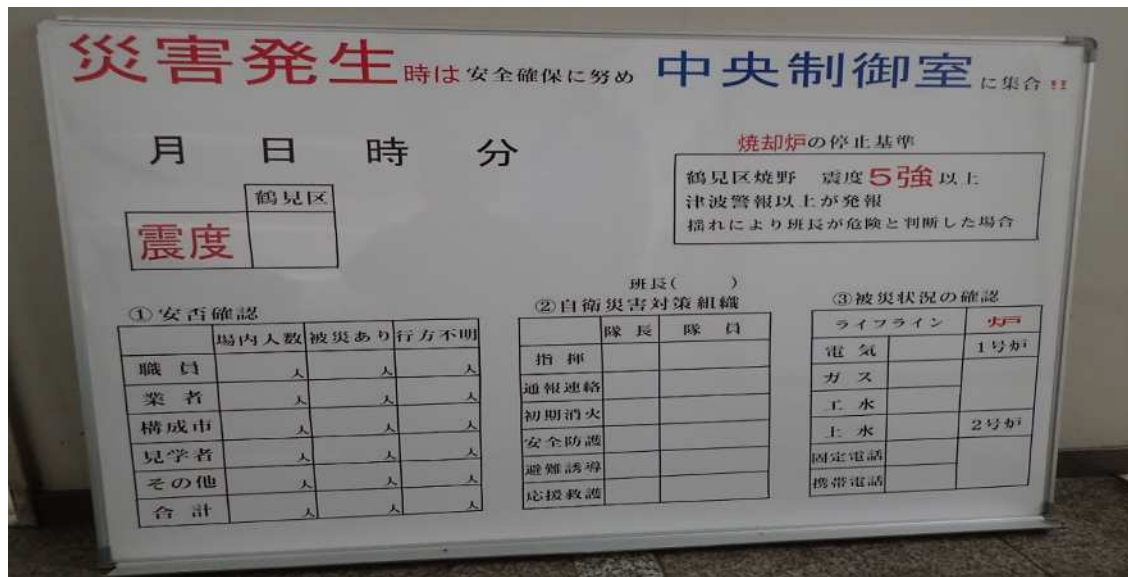 災害発生時は安全確保に努め 中央制御室に集合!!
月 日 時 分
鶴見区
震度
焼却炉の停止基準
鶴見区焼野 震度5強以上
津波警報以上が発報
揺れにより班長が危険と判断した場合
①安否確認
場内人数 被災あり 行方不明
職員 人 人 人
業者 人 人 人
構成市 人 人 人
見学者 人 人 人
その他 人 人 人
合計 人 人 人
班長( )
②自衛災害対策組織
隊長 隊員
指揮
通報連絡
初期消火
安全防護
避難誘導
応援救護
③被災状況の確認
ライフライン 炉
電気 1号炉
ガス
工水
上水 2号炉
固定電話
携帯電話